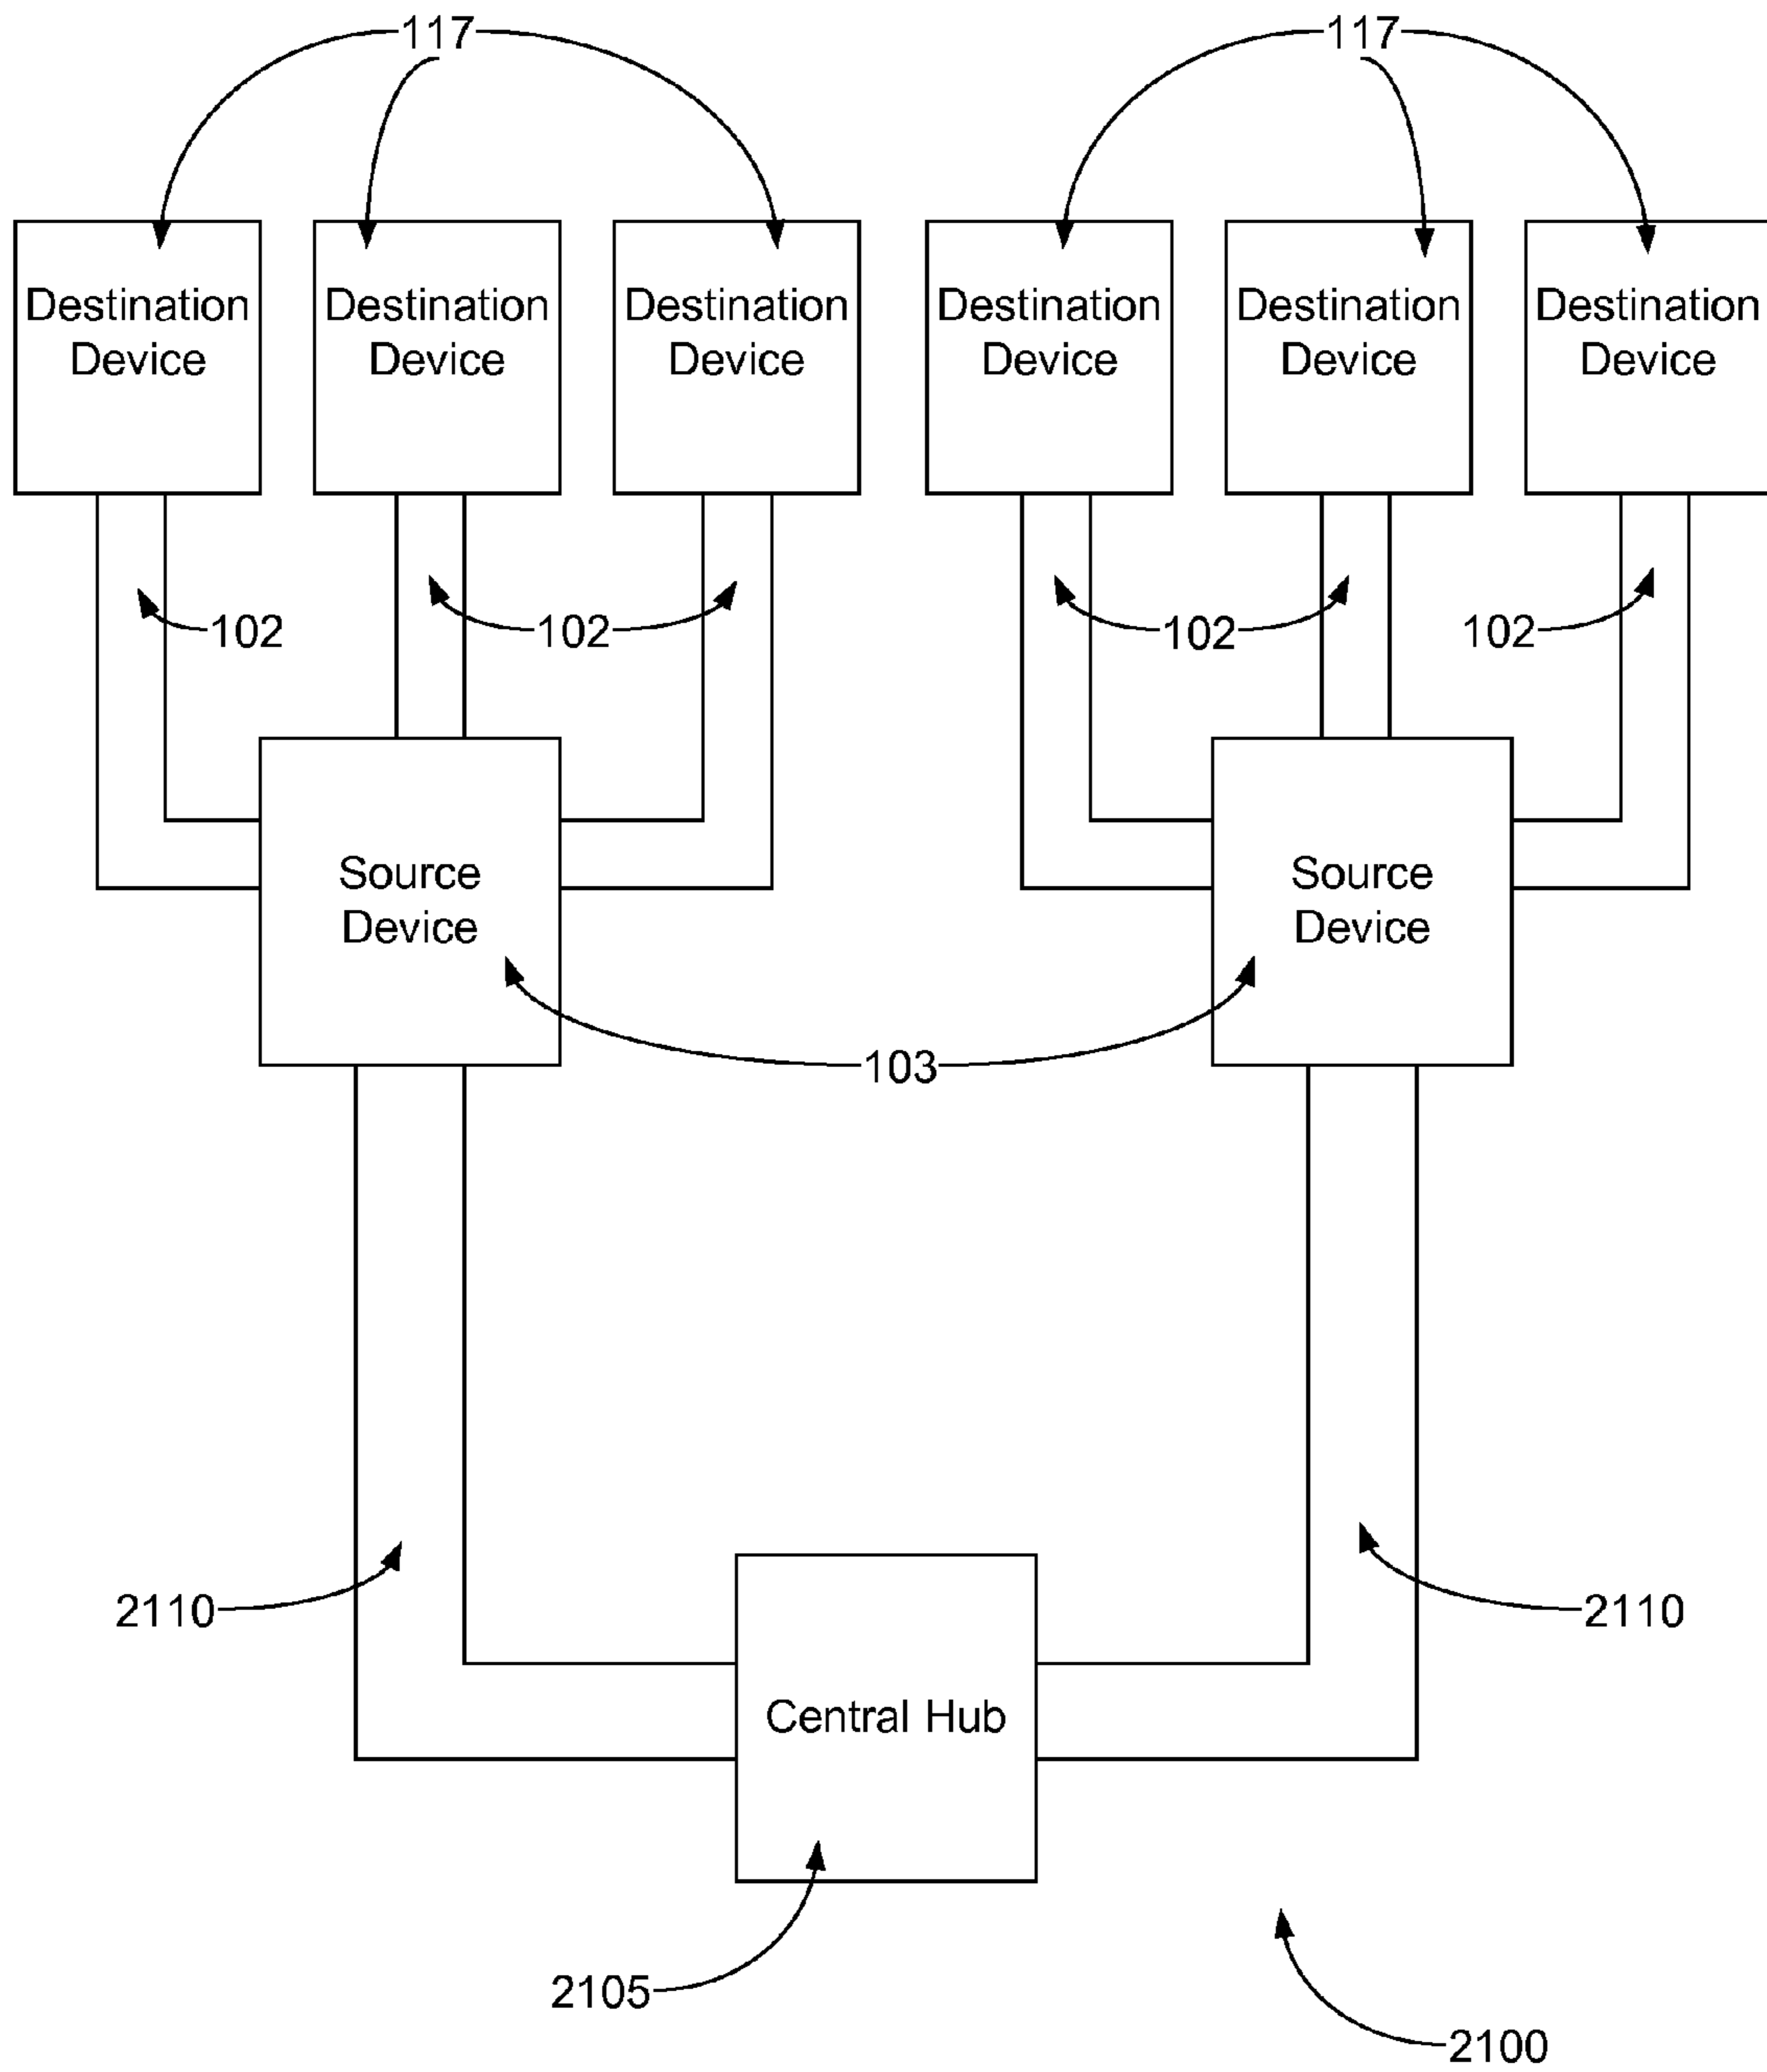 117
117
Destination
Device
Destination
Device
Destination
Device
Destination
Device
Destination
Device
Destination
Device
102
102
102
102
Source
Device
Source
Device
103
2110
2110
Central Hub
2105
2100